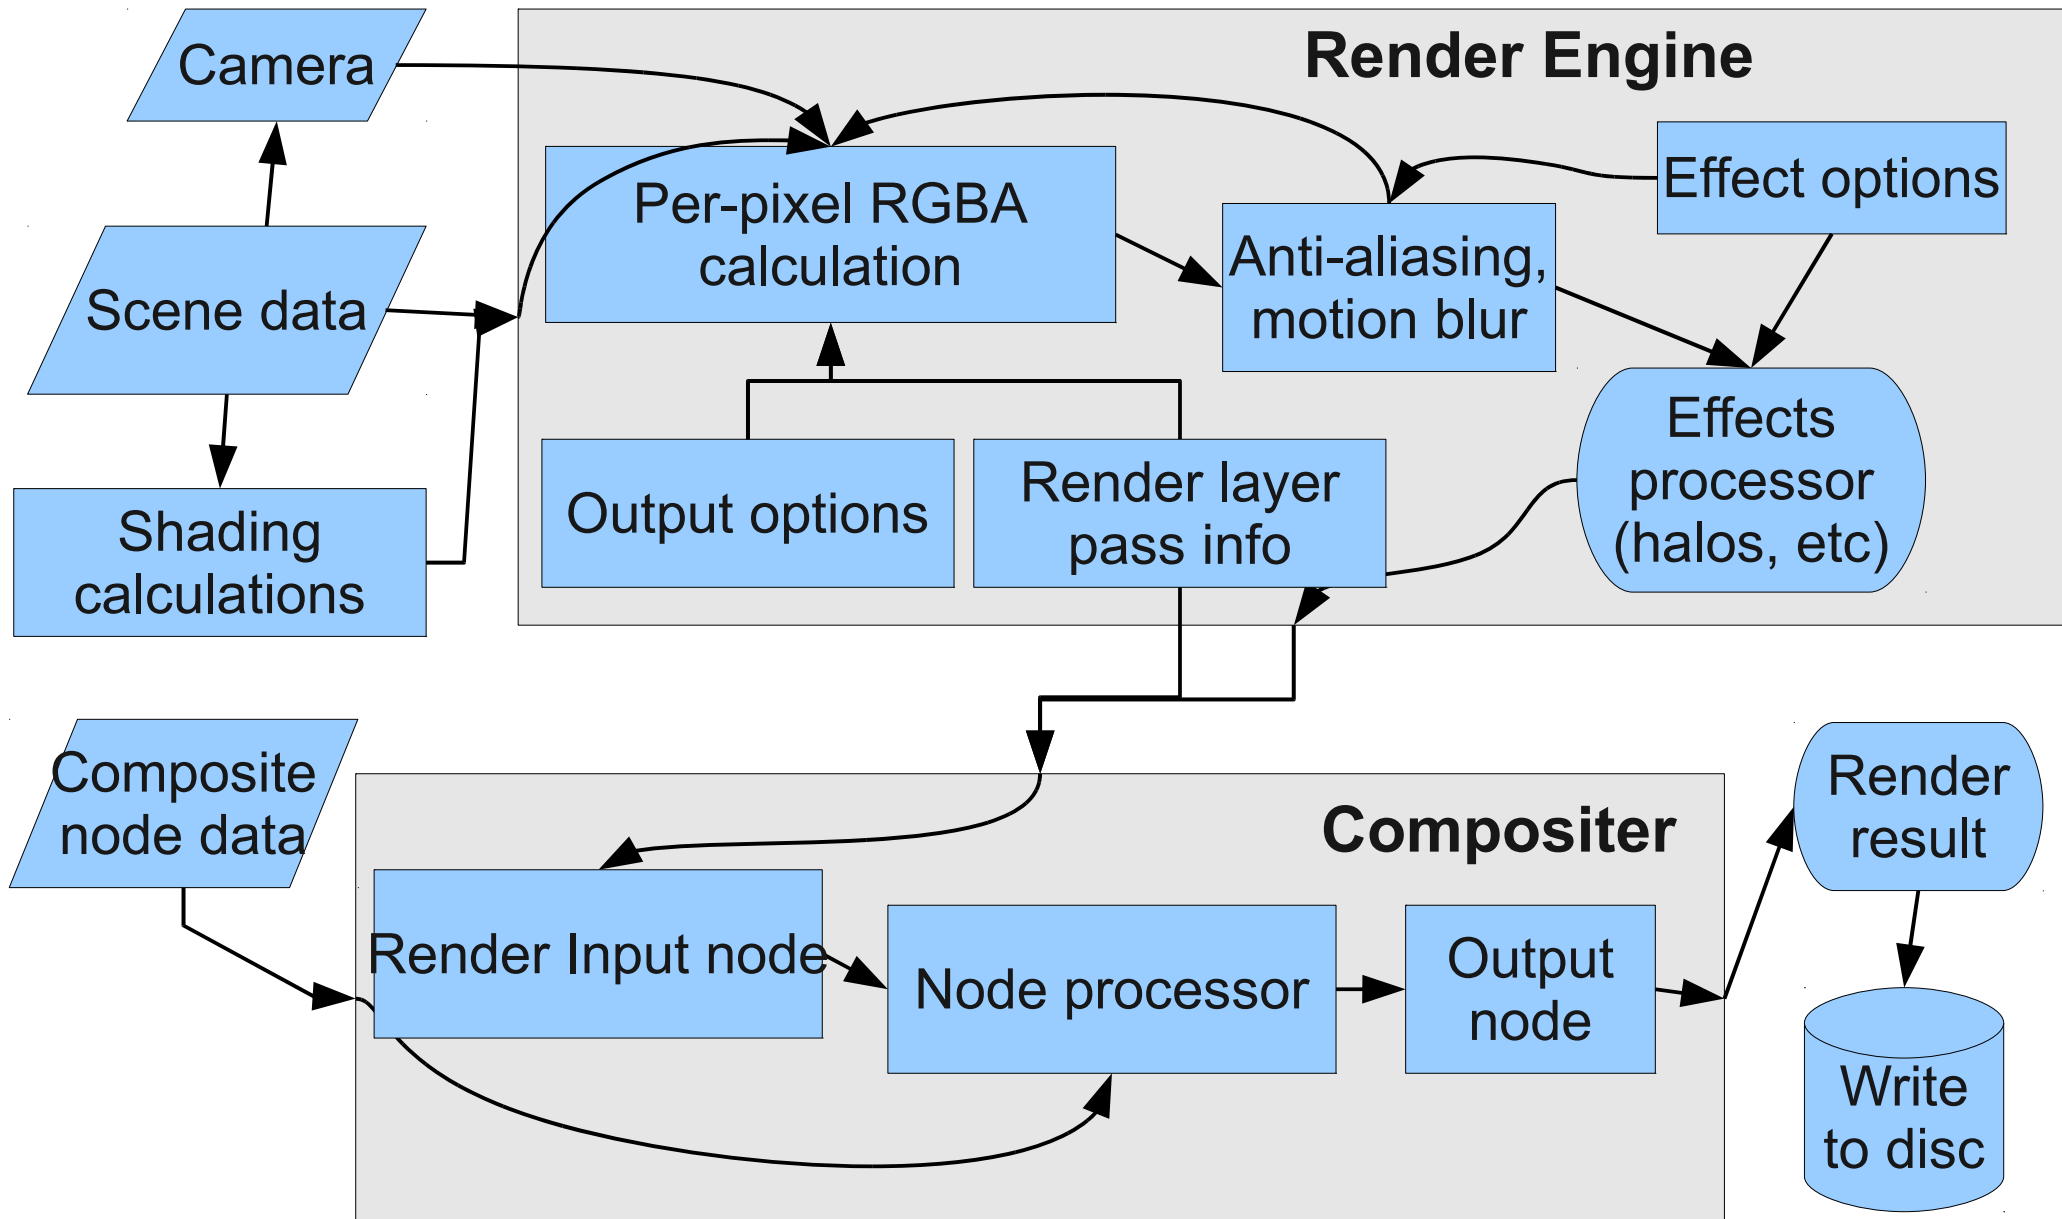 Camera
Render Engine
Per-pixel RGBA
calculation
Effect options
Anti-aliasing,
motion blur
Scene data
Effects
processor
(halos, etc)
Output options
Render layer
pass info
Shading
calculations
Composite
node data
Compositer
Render
result
Render Input node
Node processor
Output
node
Write
to disc